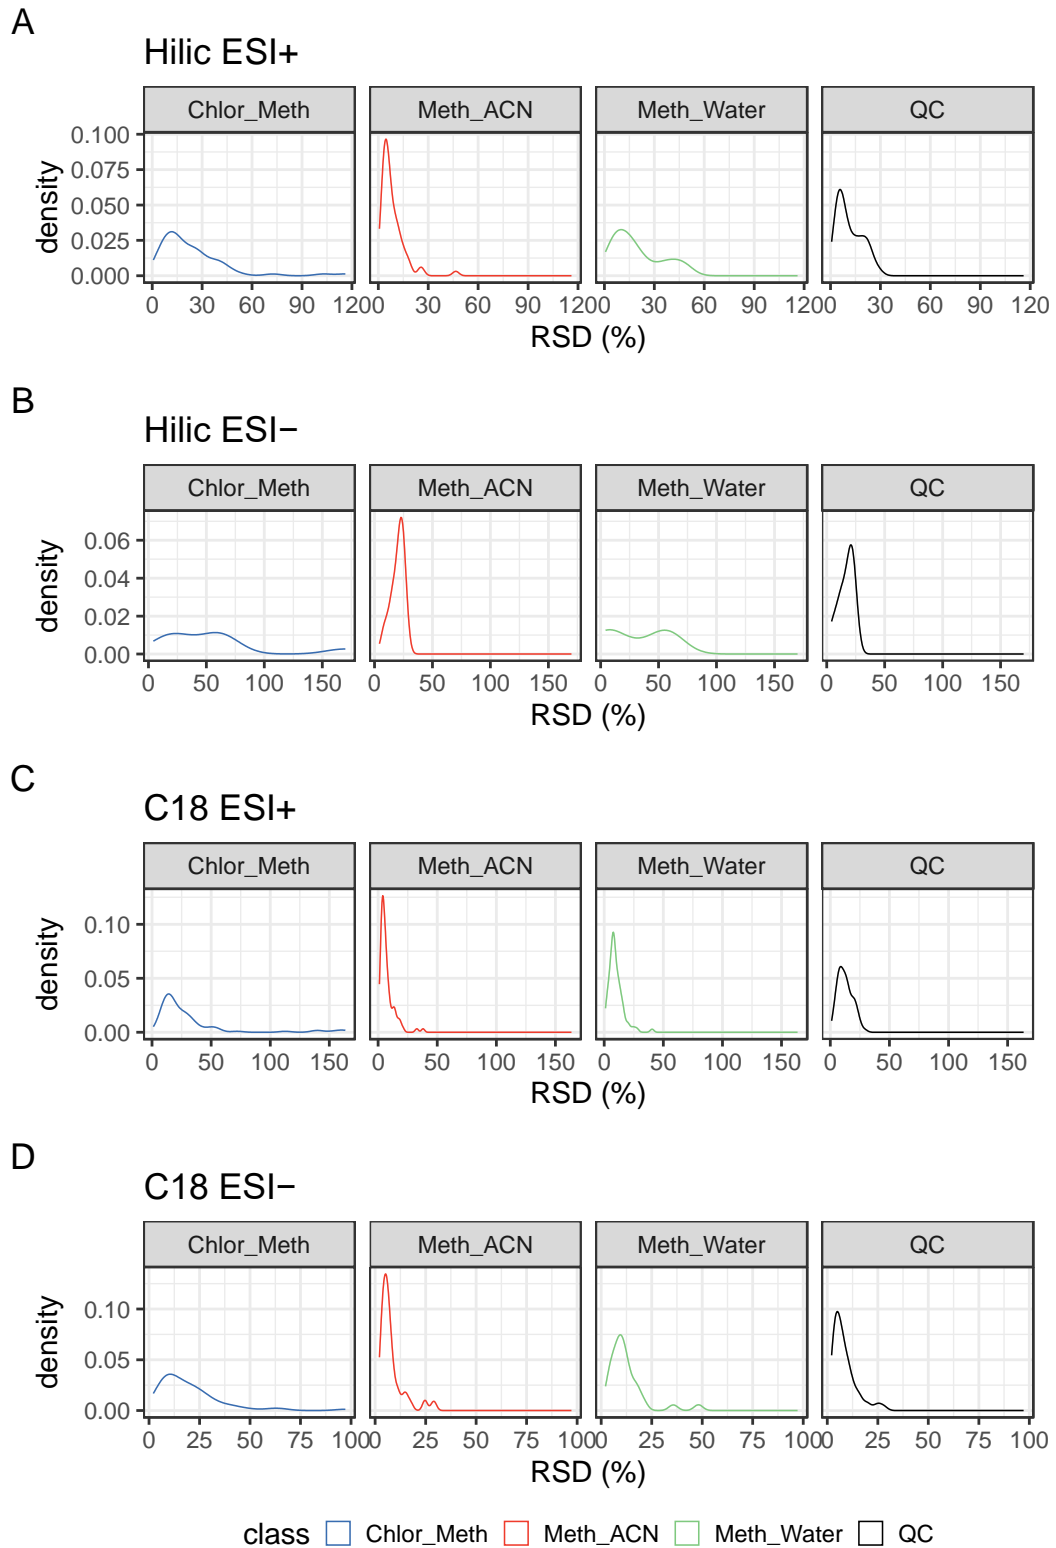 A
Hilic ESI+
Chlor_Meth Meth_ACN Meth_Water QC
density
0.100
0.075
0.050
0.025
0.000
0 30 60 90 120 0 30 60 90 120 0 30 60 90 120 0 30 60 90 120
RSD (%)
B
Hilic ESI−
Chlor_Meth Meth_ACN Meth_Water QC
density
0.06
0.04
0.02
0.00
0 50 100 150 0 50 100 150 0 50 100 150 0 50 100 150
RSD (%)
C
C18 ESI+
Chlor_Meth Meth_ACN Meth_Water QC
density
0.10
0.05
0.00
0 50 100 150 0 50 100 150 0 50 100 150 0 50 100 150
RSD (%)
D
C18 ESI−
Chlor_Meth Meth_ACN Meth_Water QC
density
0.10
0.05
0.00
0 25 50 75 100 0 25 50 75 100 0 25 50 75 100 0 25 50 75 100
RSD (%)
class Chlor_Meth Meth_ACN Meth_Water QC